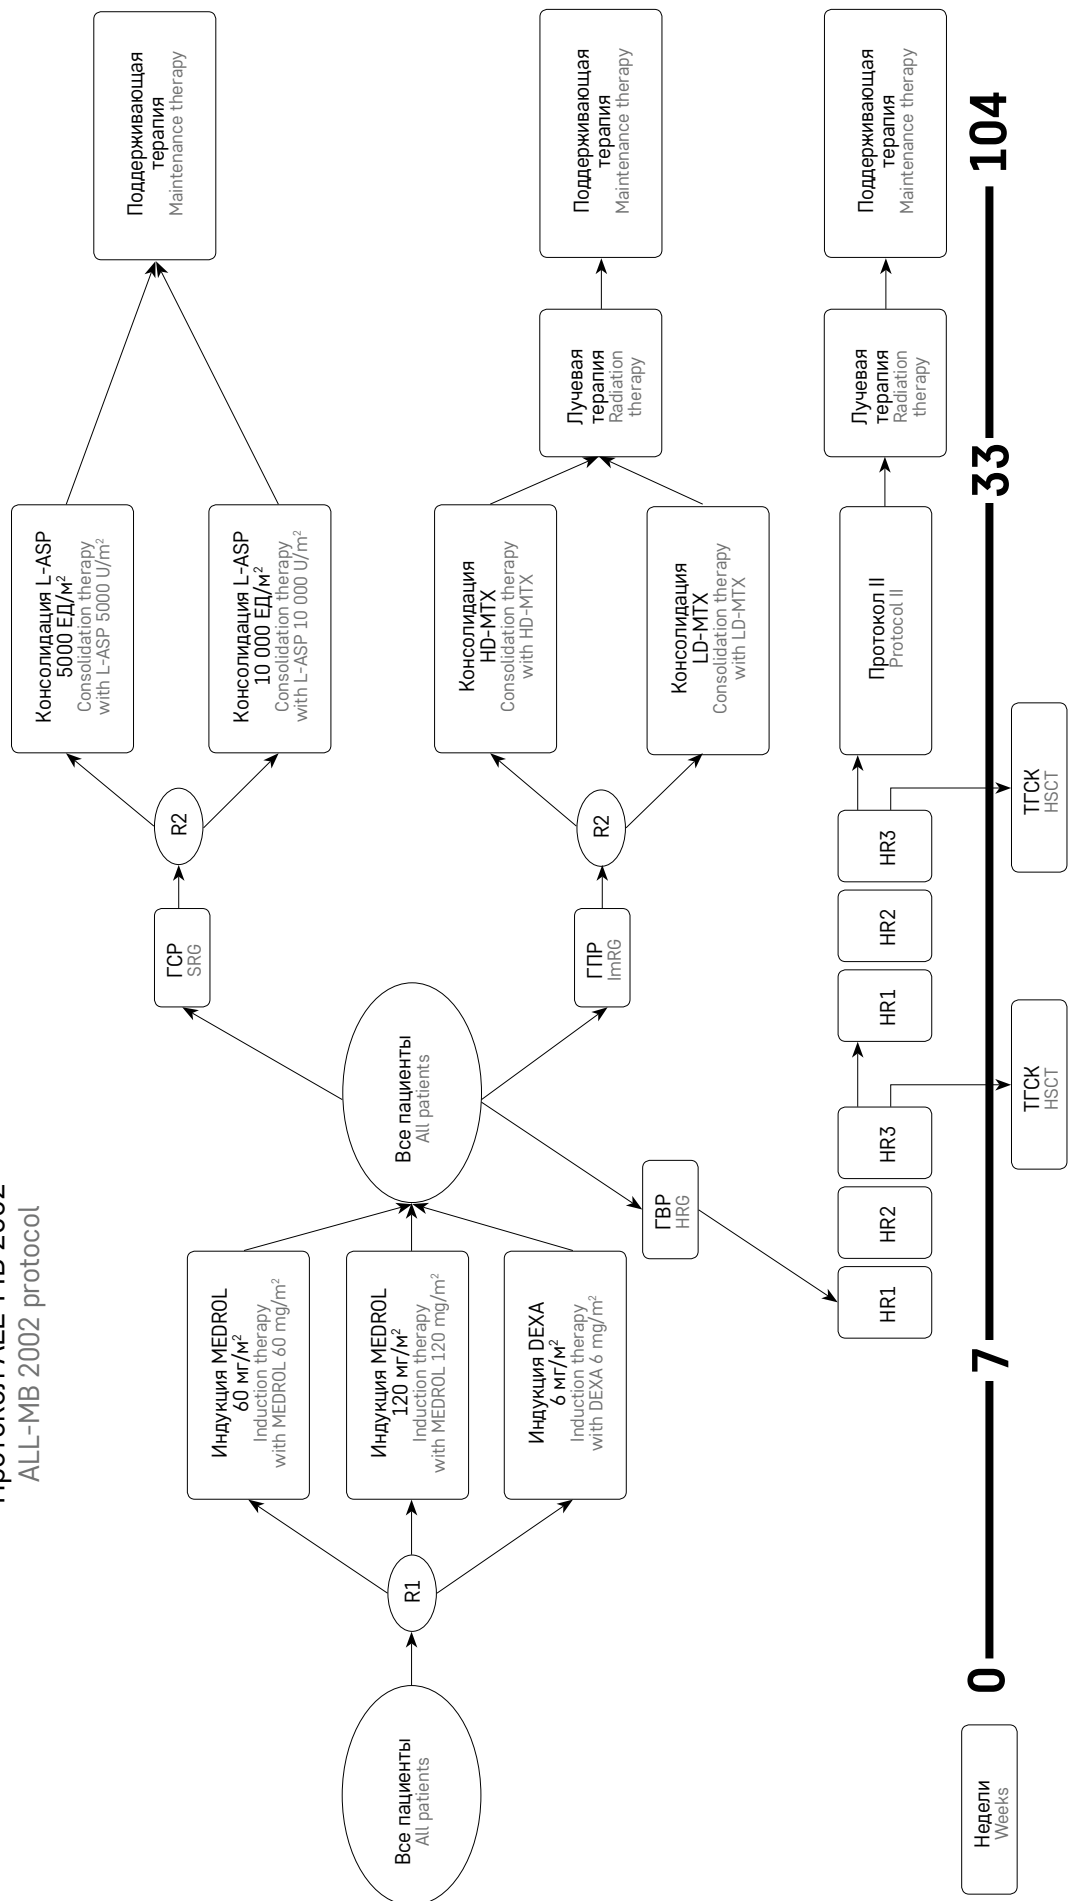 Протокол ALL-MB 2002
ALL-MB 2002 protocol
Все пациенты
All patients
R1
Индукция MEDROL
60 мг/м²
Induction therapy
with MEDROL 60 mg/m²
Индукция MEDROL
120 мг/м²
Induction therapy
with MEDROL 120 mg/m²
Индукция DEXA
6 мг/м²
Induction therapy
with DEXA 6 mg/m²
Все пациенты
All patients
ГСР
SRG
R2
Консолидация L-ASP
5000 ЕД/м²
Consolidation therapy
with L-ASP 5000 U/m²
Консолидация L-ASP
10 000 ЕД/м²
Consolidation therapy
with L-ASP 10 000 U/m²
Поддерживающая
терапия
Maintenance therapy
ГПР
ImRG
R2
Консолидация
HD-MTX
Consolidation therapy
with HD-MTX
Консолидация
LD-MTX
Consolidation therapy
with LD-MTX
Лучевая
терапия
Radiation
therapy
Поддерживающая
терапия
Maintenance therapy
ГВР
HRG
HR1
HR2
HR3
HR1
HR2
HR3
Протокол II
Protocol II
Лучевая
терапия
Radiation
therapy
Поддерживающая
терапия
Maintenance therapy
Недели
Weeks
0
7
33
104
ТГСК
HSCT
ТГСК
HSCT